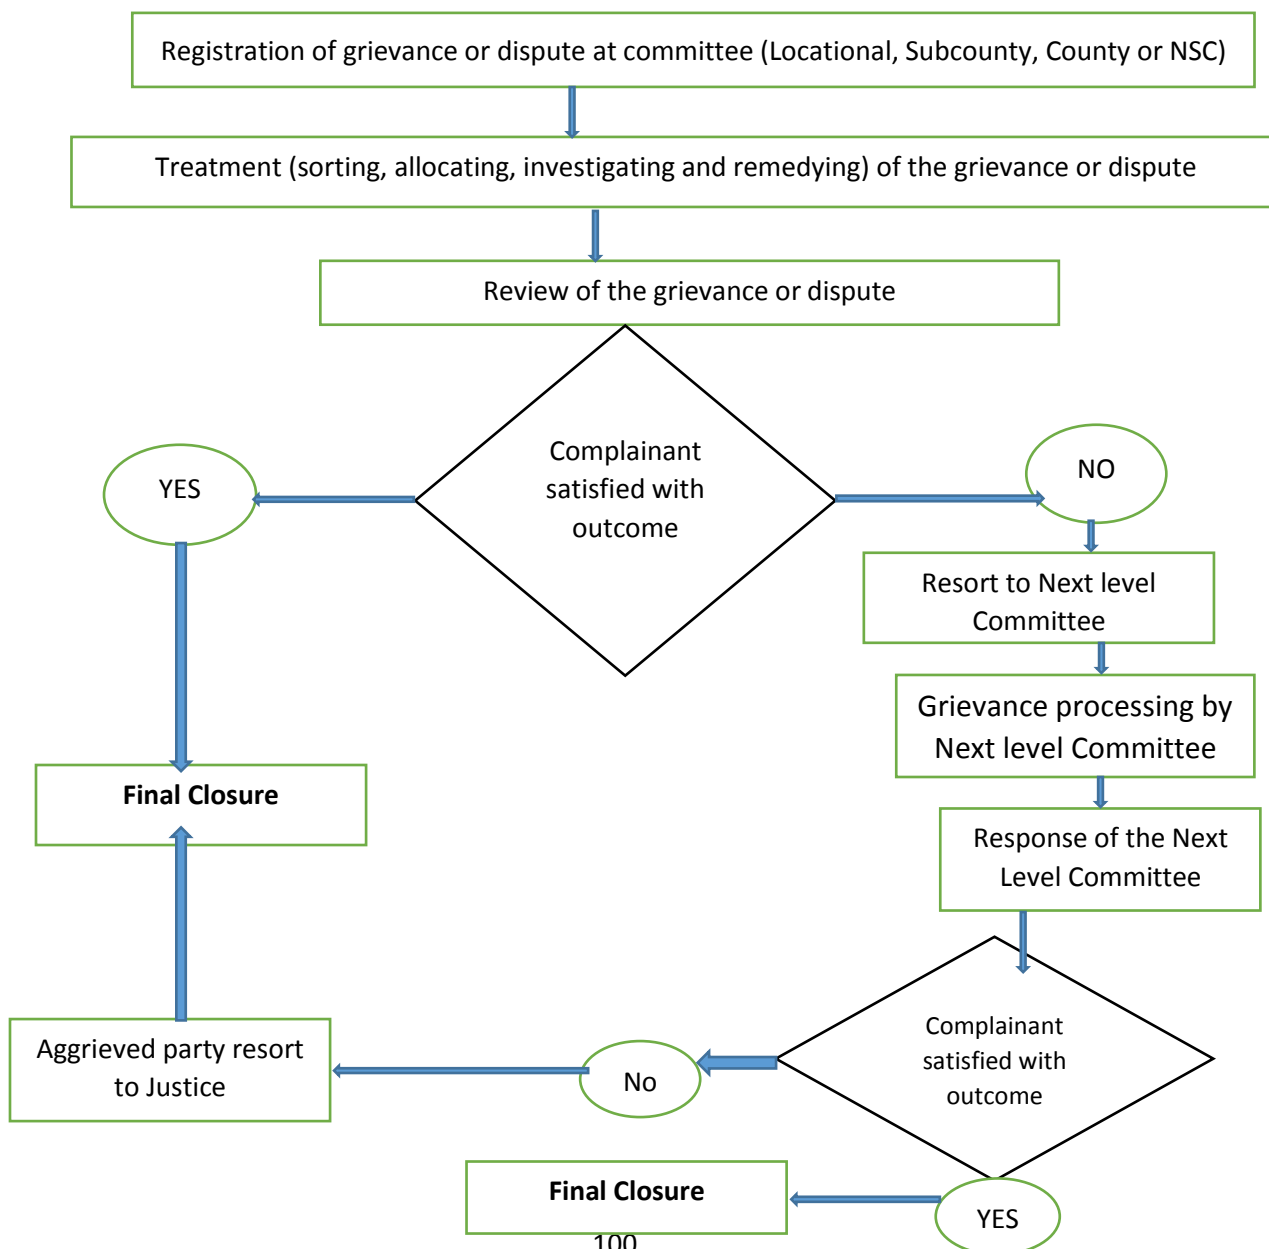 Registration of grievance or dispute at committee (Locational, Subcounty, County or NSC)
Treatment (sorting, allocating, investigating and remedying) of the grievance or dispute
Review of the grievance or dispute
Complainant
satisfied with
outcome
YES
NO
Resort to Next level
Committee
Grievance processing by
Next level Committee
Final Closure
Response of the Next
Level Committee
Complainant
satisfied with
outcome
No
Aggrieved party resort
to Justice
Final Closure
YES
100